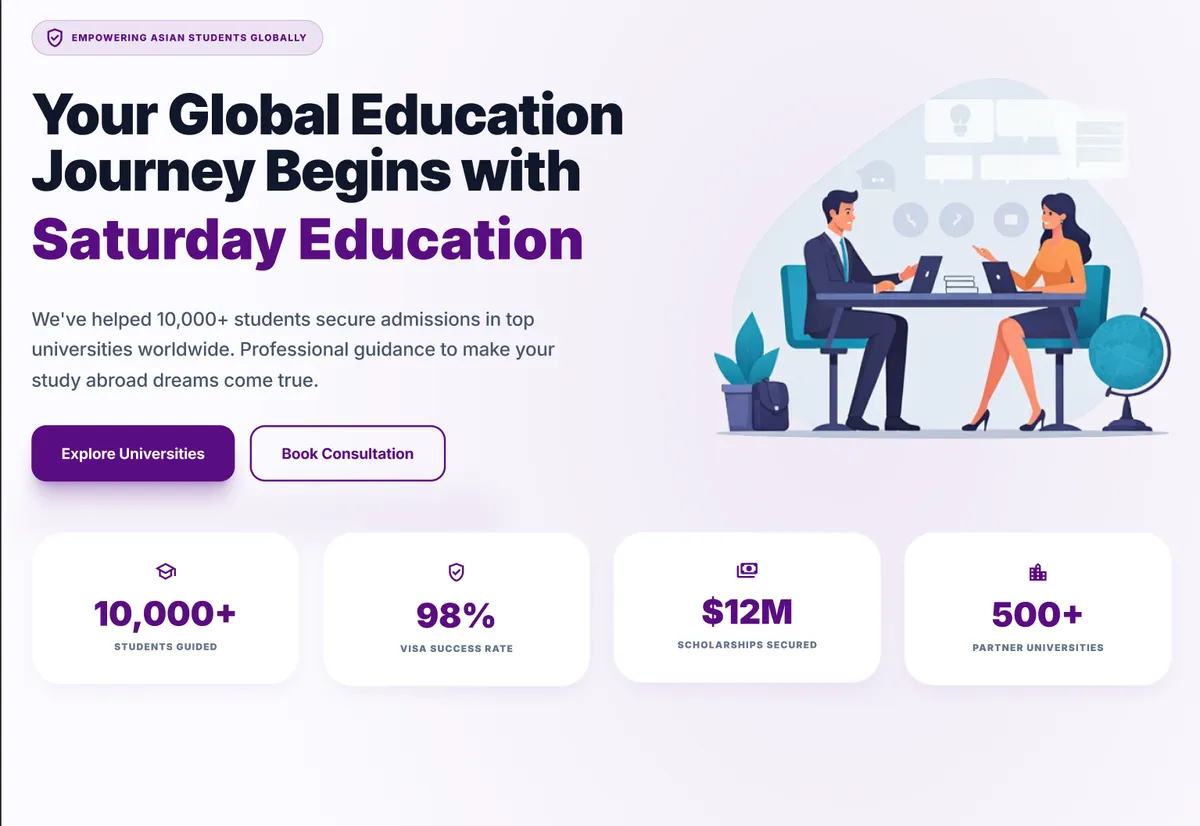 EMPOWERING ASIAN STUDENTS GLOBALLY
Your Global Education
Journey Begins with
Saturday Education
We've helped 10,000+ students secure admissions in top
universities worldwide. Professional guidance to make your
study abroad dreams come true.
Explore Universities
Book Consultation
10,000+
STUDENTS GUIDED
98%
VISA SUCCESS RATE
$12M
SCHOLARSHIPS SECURED
500+
PARTNER UNIVERSITIES